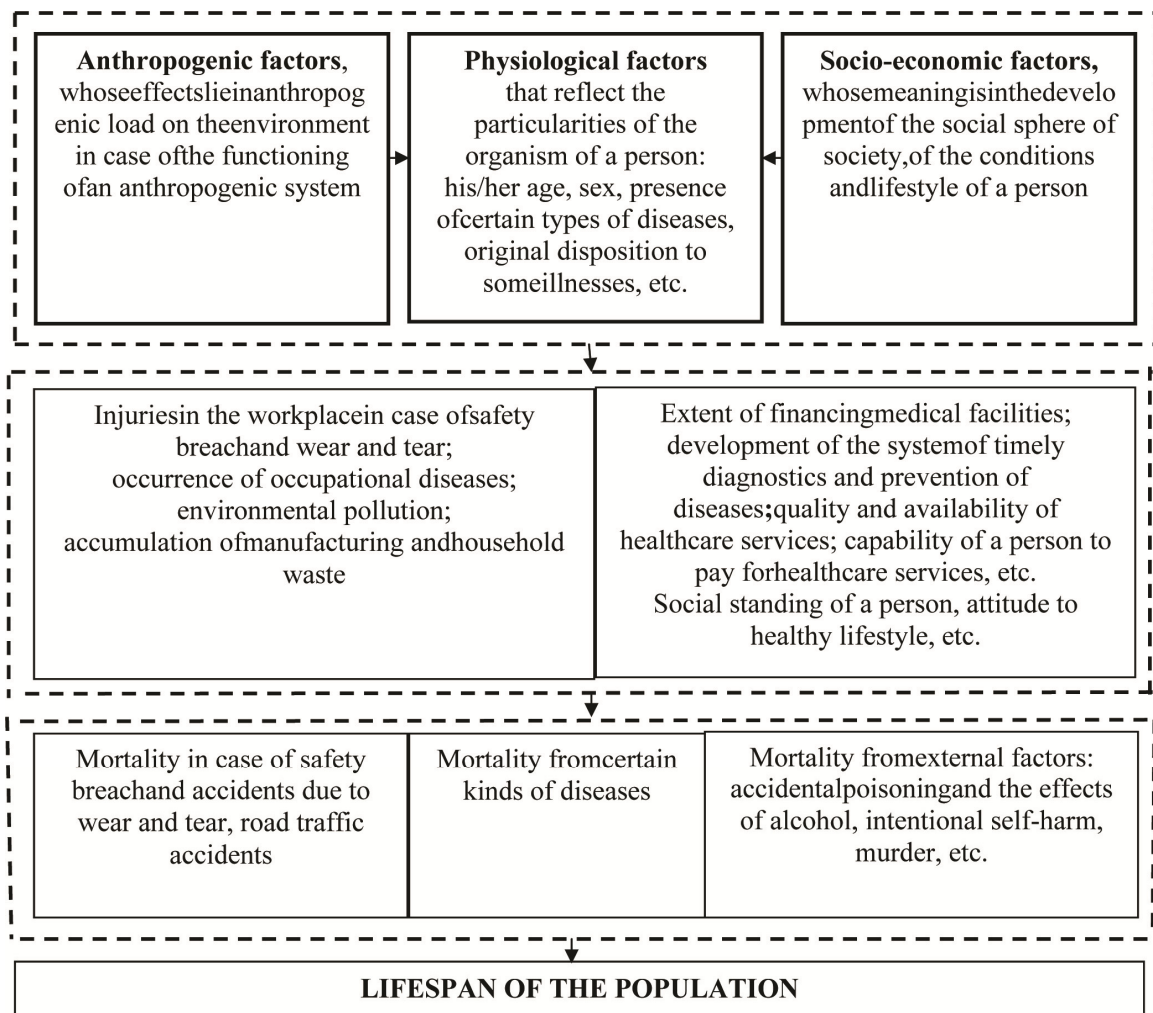 Anthropogenic factors,
whoseeffectslieinanthropog
enic load on theenvironment
in case ofthe functioning
ofan anthropogenic system
Physiological factors
that reflect the
particularities of the
organism of a person:
his/her age, sex, presence
ofcertain types of diseases,
original disposition to
someillnesses, etc.
Socio-economic factors,
whosemeaningisinthedevelo
pmentof the social sphere of
society,of the conditions
andlifestyle of a person
Injuriesin the workplacein case ofsafety
breachand wear and tear;
occurrence of occupational diseases;
environmental pollution;
accumulation ofmanufacturing andhousehold
waste
Extent of financingmedical facilities;
development of the systemof timely
diagnostics and prevention of
diseases;quality and availability of
healthcare services; capability of a person to
pay forhealthcare services, etc.
Social standing of a person, attitude to
healthy lifestyle, etc.
Mortality in case of safety
breachand accidents due to
wear and tear, road traffic
accidents
Mortality fromcertain
kinds of diseases
Mortality fromexternal factors:
accidentalpoisoningand the effects
of alcohol, intentional self-harm,
murder, etc.
LIFESPAN OF THE POPULATION